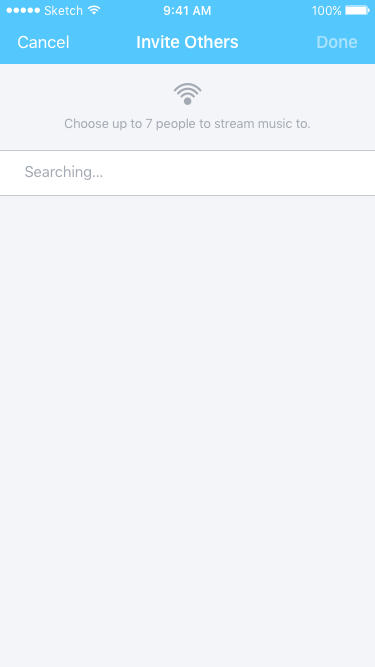 Sketch 9:41 AM 100%
Cancel Invite Others Done
Choose up to 7 people to stream music to.
Searching...